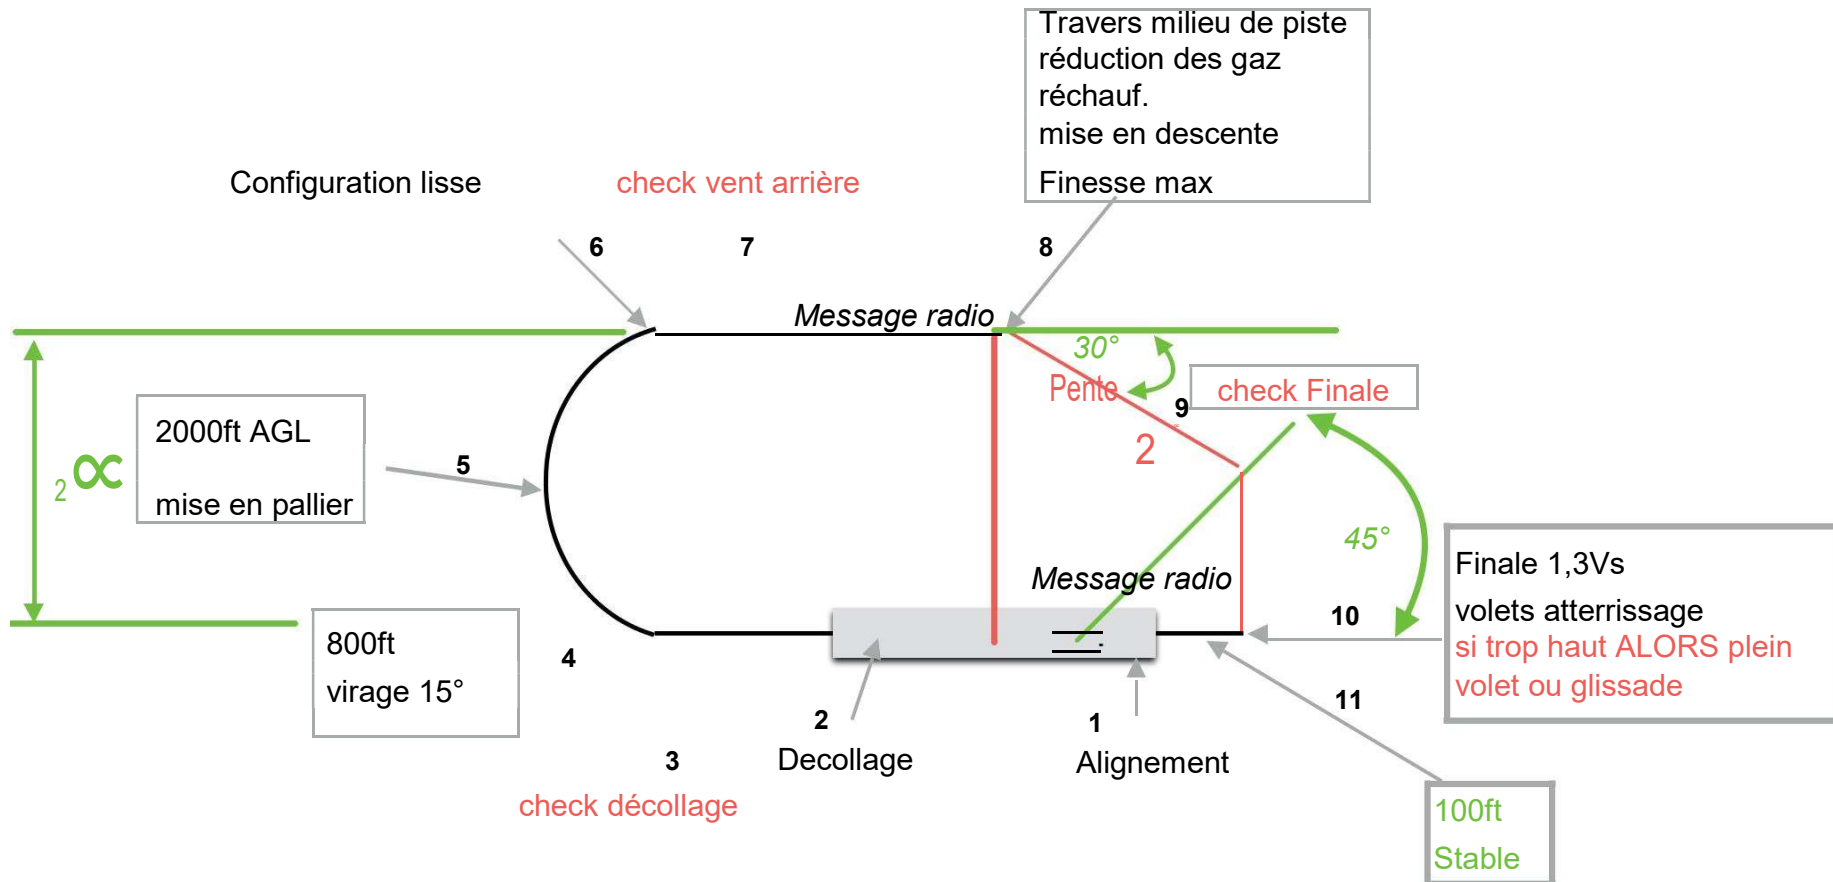 Travers milieu de piste
réduction des gaz
réchauf.
mise en descente
Finesse max
Configuration lisse
check vent arrière
6
7
8
Message radio
30°
Pente
9
check Finale
2
2000ft AGL
mise en pallier
2 ∝
5
45°
Message radio
Finale 1,3Vs
volets atterrissage
si trop haut ALORS plein
volet ou glissade
10
800ft
virage 15°
4
11
2
Decollage
1
Alignement
3
check décollage
100ft
Stable